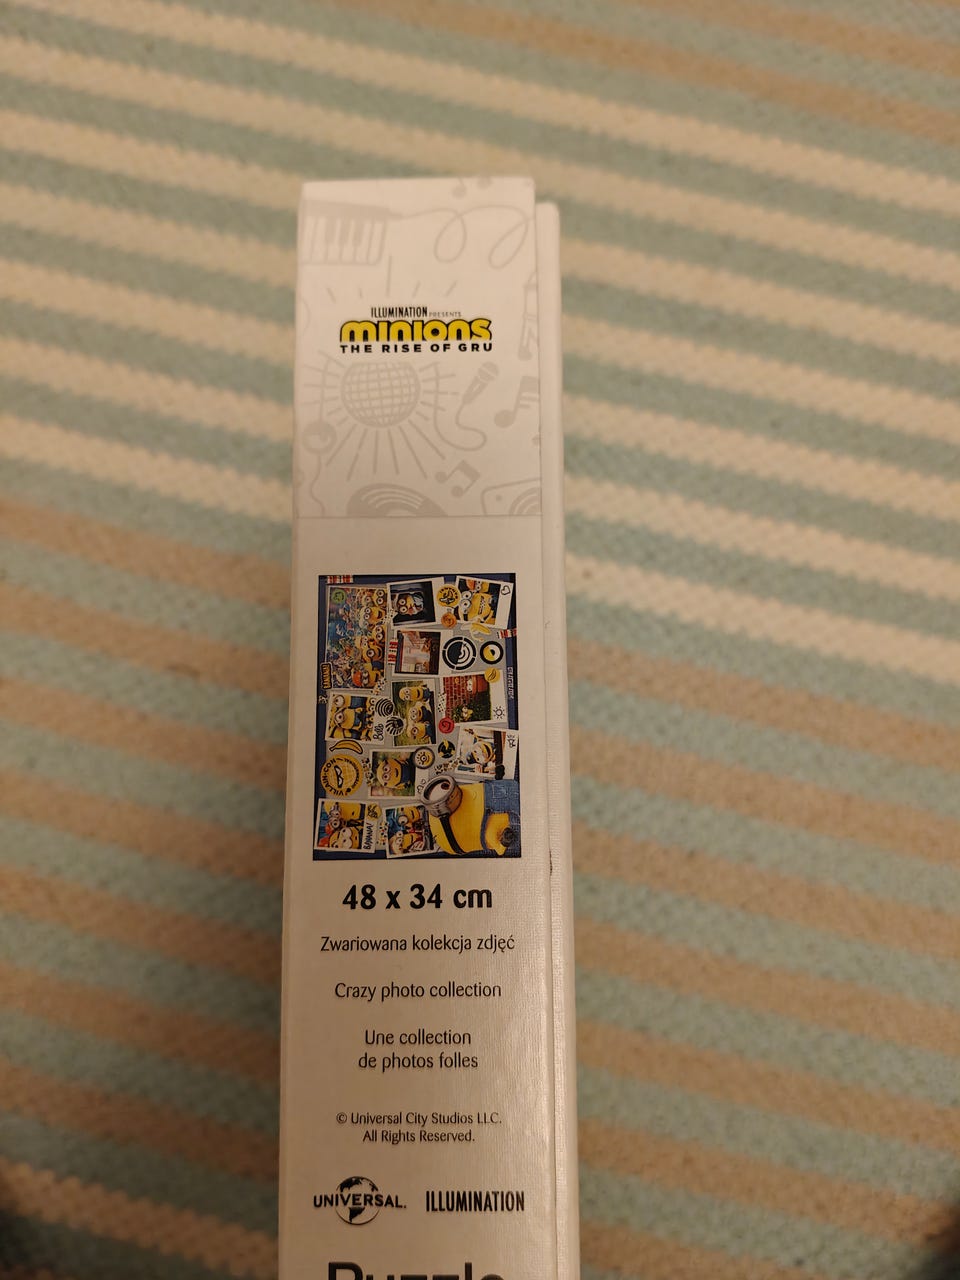 ILLUMINATION PRESENTS
minions
THE RISE OF GRU
48 x 34 cm
Zwariowana kolekcja zdjęć
Crazy photo collection
Une collection
de photos folles
© Universal City Studios LLC.
All Rights Reserved.
UNIVERSAL. ILLUMINATION
Puzzle